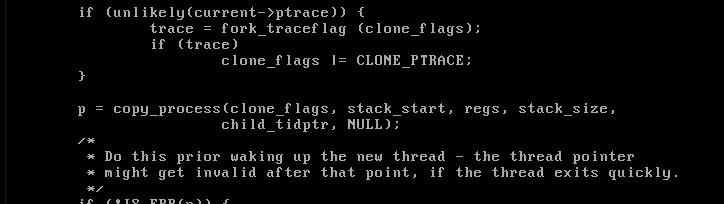 if (unlikely(current->ptrace)) {
trace = fork_traceflag (clone_flags);
if (trace)
clone_flags |= CLONE_PTRACE;
}
p = copy_process(clone_flags, stack_start, regs, stack_size,
child_tidptr, NULL);
/*
* Do this prior waking up the new thread - the thread pointer
* might get invalid after that point, if the thread exits quickly.
*/
if (!IS_ERR(p)) {